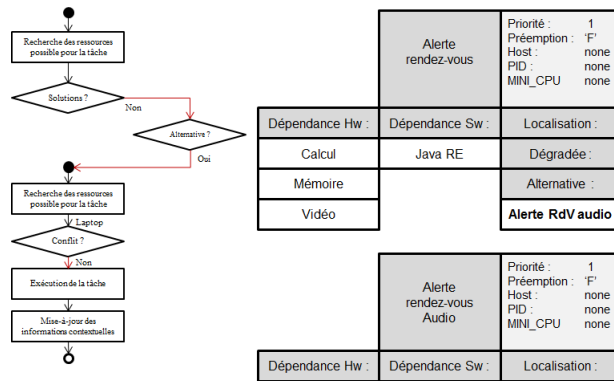 Recherche des ressources
possible pour la tâche
Solutions ?
Non
Alternative ?
Oui
Recherche des ressources
possible pour la tâche
Laptop
Conflit ?
Non
Exécution de la tâche
Mise-à-jour des
informations contextuelles
Alerte
rendez-vous
Priorité : 1
Préemption : 'F'
Host : none
PID : none
MINI_CPU none
Dépendance Hw : Dépendance Sw : Localisation :
Calcul Java RE Dégradée :
Mémoire Alternative :
Vidéo Alerte RdV audio
Alerte
rendez-vous
Audio
Priorité : 1
Préemption : 'F'
Host : none
PID : none
MINI_CPU none
Dépendance Hw : Dépendance Sw : Localisation :